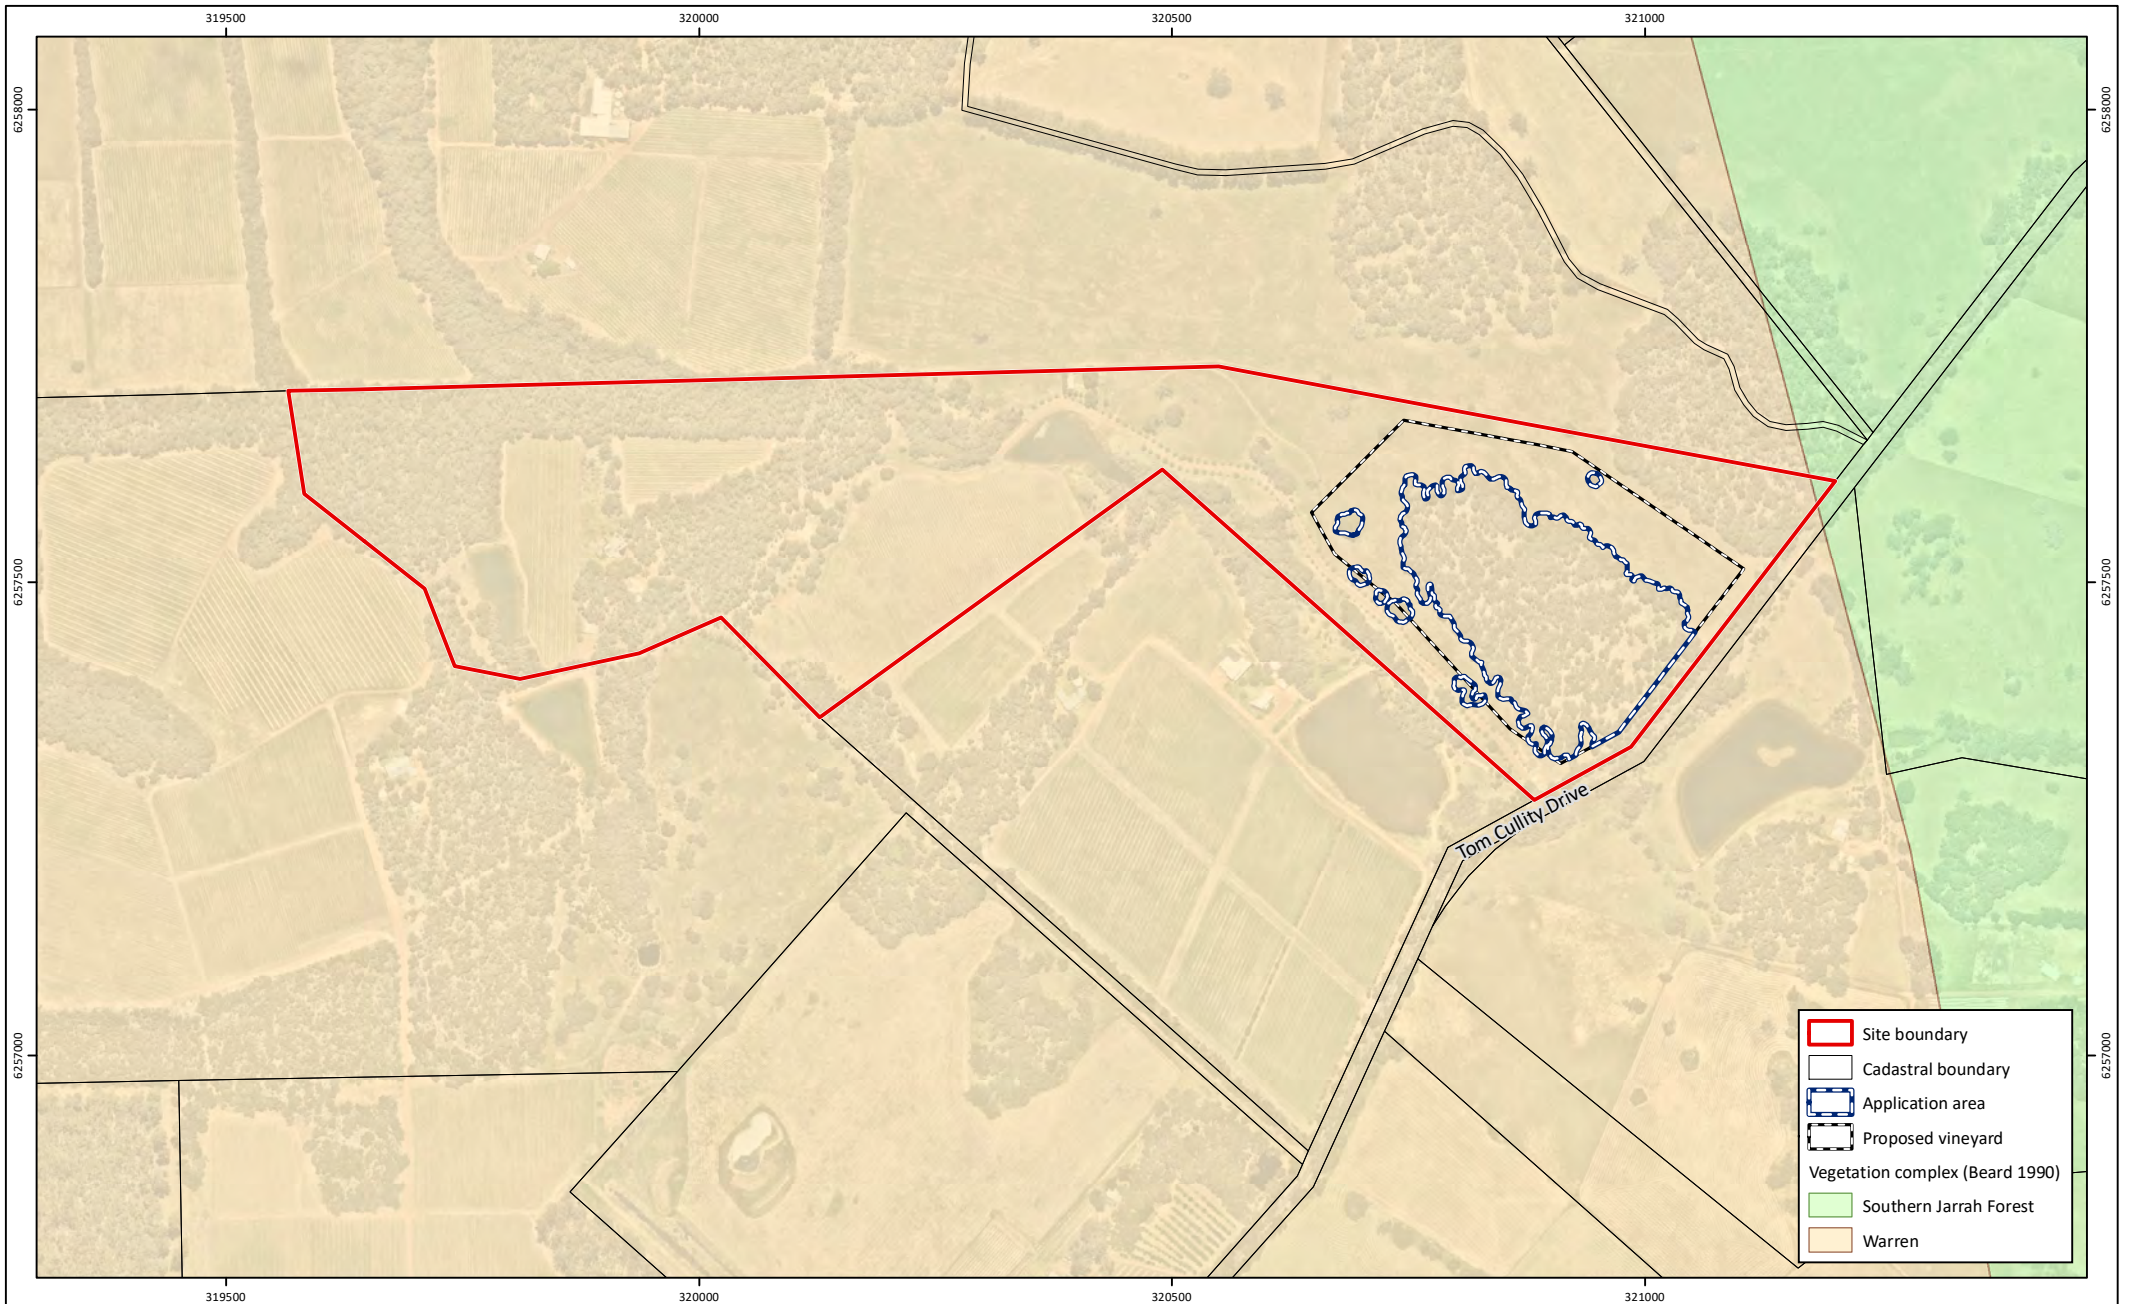 319500
320000
320500
321000
6258000
6258000
6257500
6257500
Tom Cullity Drive
6257000
6257000
Site boundary
Cadastral boundary
Application area
Proposed vineyard
Vegetation complex (Beard 1990)
Southern Jarrah Forest
Warren
319500
320000
320500
321000